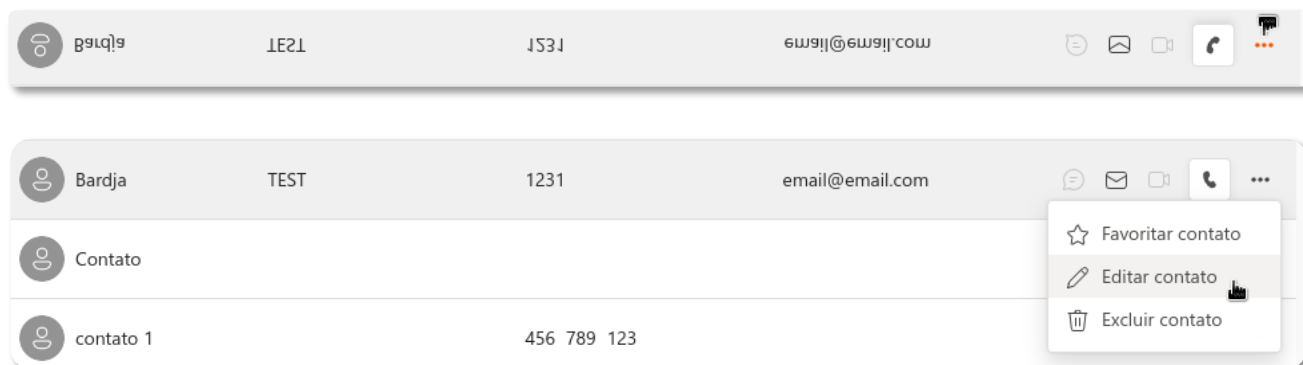 Bardja TEST 1231 email@email.com
Bardja TEST 1231 email@email.com
Favoritar contato
Contato
Editar contato
Excluir contato
contato 1 456 789 123